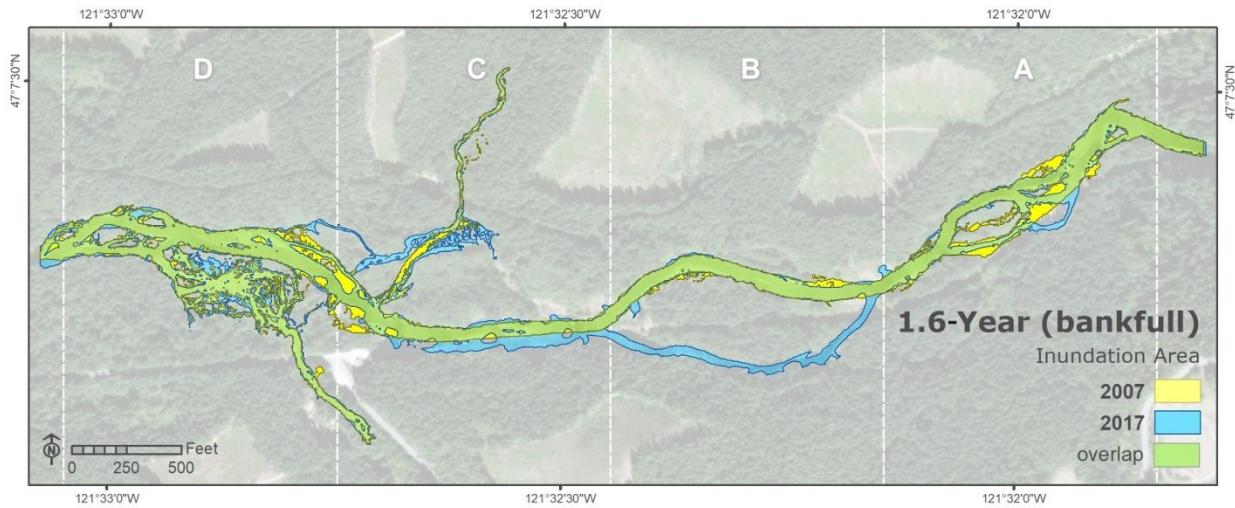 121°33'0"W 121°32'30"W 121°32'0"W
47°7'30"N 47°7'30"N
D C B A
1.6-Year (bankfull)
Inundation Area
2007
2017
overlap
N
Feet
0 250 500
121°33'0"W 121°32'30"W 121°32'0"W